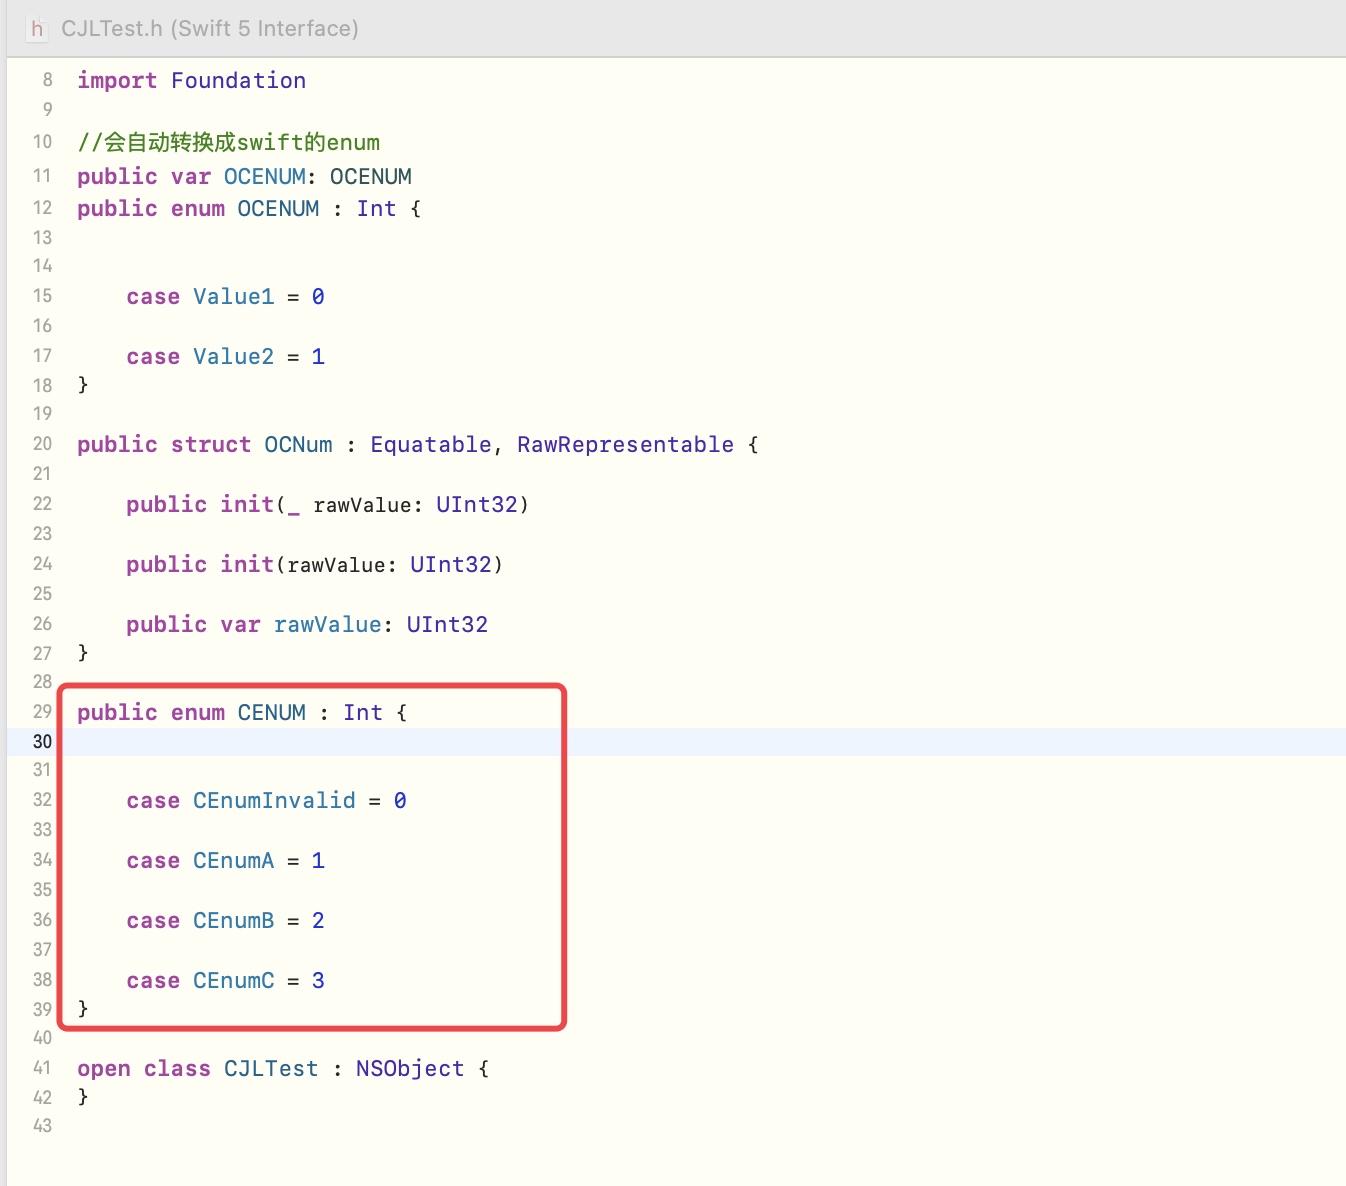 h CJLTest.h (Swift 5 Interface)
8 import Foundation
9
10 //会自动转换成swift的enum
11 public var OCENUM: OCENUM
12 public enum OCENUM : Int {
13
14
15 case Value1 = 0
16
17 case Value2 = 1
18 }
19
20 public struct OCNum : Equatable, RawRepresentable {
21
22 public init(_ rawValue: UInt32)
23
24 public init(rawValue: UInt32)
25
26 public var rawValue: UInt32
27 }
28
29 public enum CENUM : Int {
30
31
32 case CEnumInvalid = 0
33
34 case CEnumA = 1
35
36 case CEnumB = 2
37
38 case CEnumC = 3
39 }
40
41 open class CJLTest : NSObject {
42 }
43